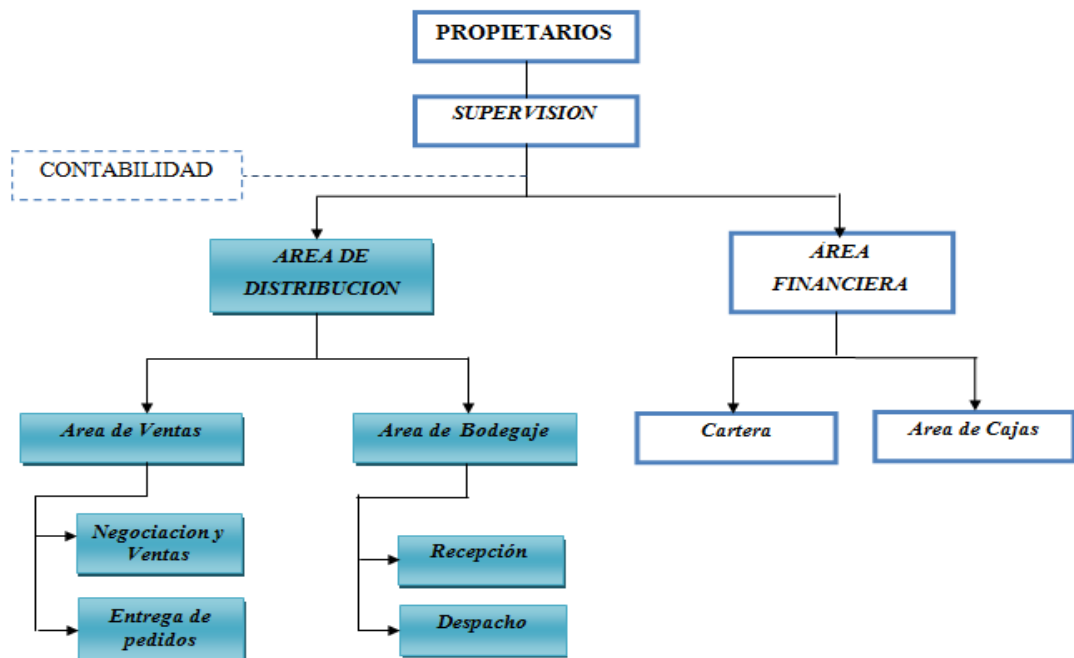 PROPIETARIOS
SUPERVISION
CONTABILIDAD
AREA DE
DISTRIBUCION
ÁREA
FINANCIERA
Area de Ventas
Area de Bodegaje
Cartera
Area de Cajas
Negociacion y
Ventas
Recepción
Entrega de
pedidos
Despacho